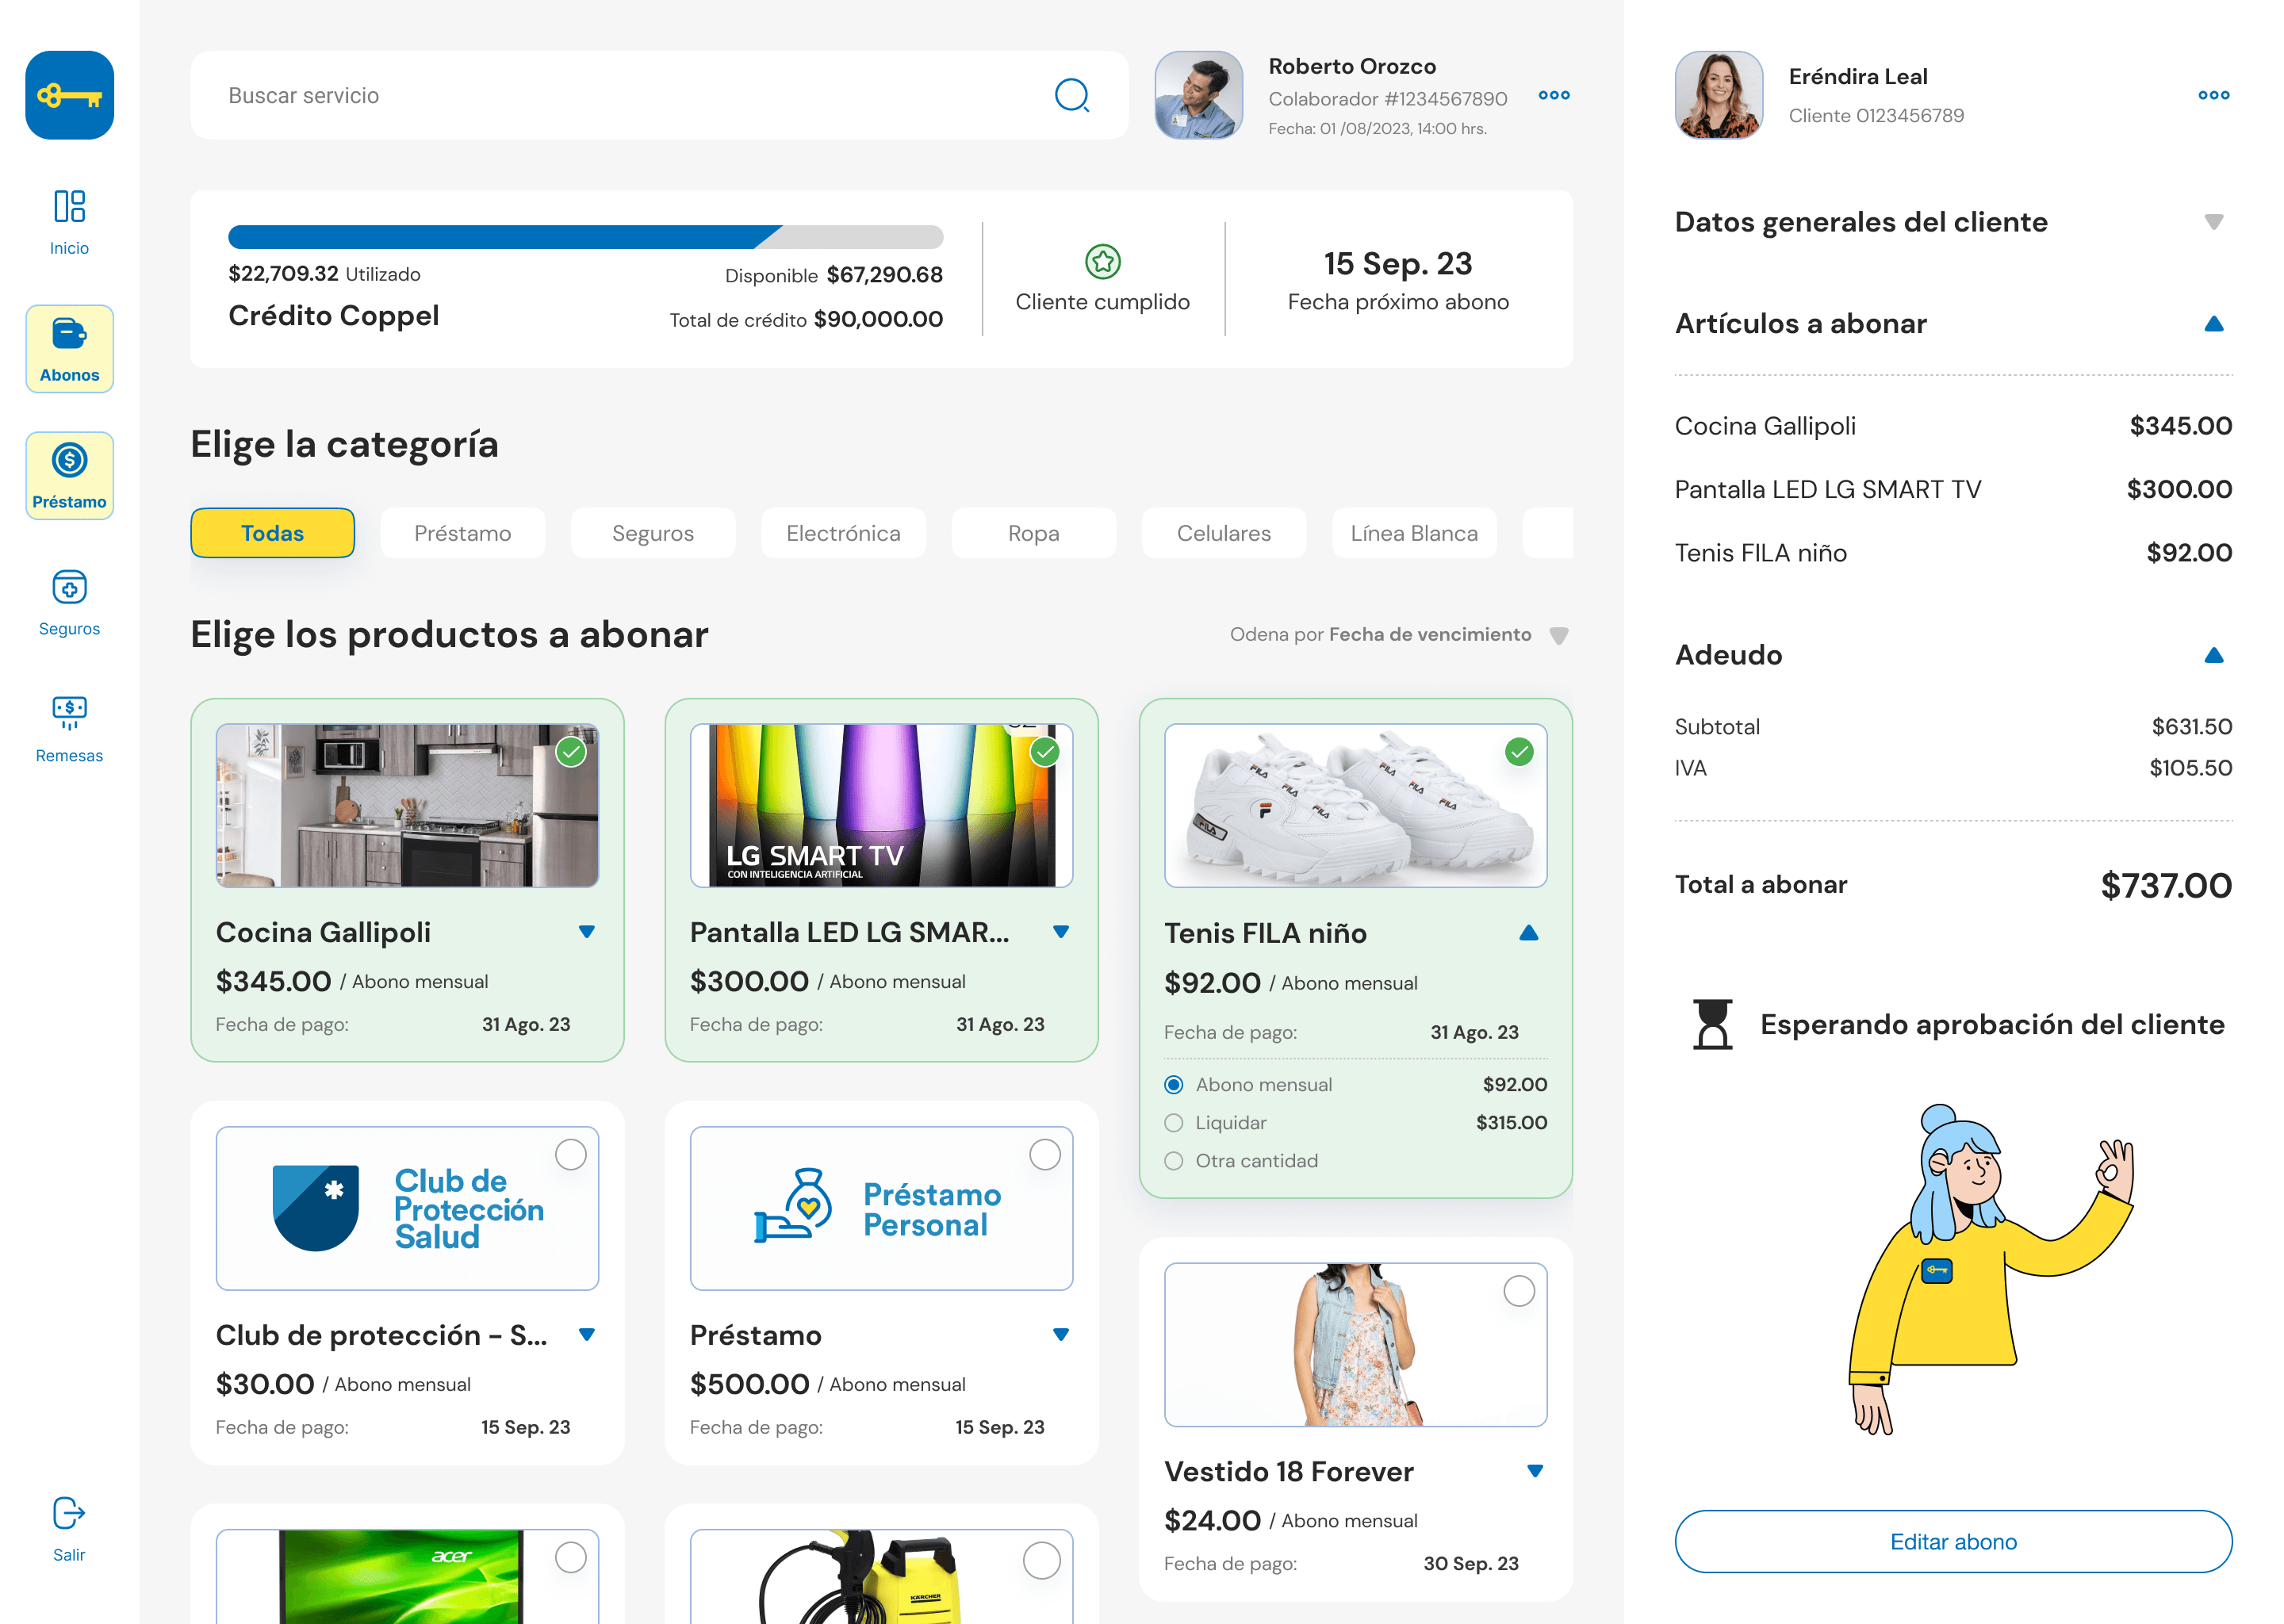 Inicio
Abonos
Préstamo
Seguros
Remesas
Salir
Buscar servicio
Roberto Orozco
Colaborador #1234567890
Fecha: 01 /08/2023, 14:00 hrs.
$22,709.32 Utilizado
Disponible $67,290.68
Crédito Coppel
Total de crédito $90,000.00
Cliente cumplido
15 Sep. 23
Fecha próximo abono
Elige la categoría
Todas
Préstamo
Seguros
Electrónica
Ropa
Celulares
Línea Blanca
Elige los productos a abonar
Odena por Fecha de vencimiento
Cocina Gallipoli
$345.00 / Abono mensual
Fecha de pago: 31 Ago. 23
LG SMART TV
CON INTELIGENCIA ARTIFICIAL
Pantalla LED LG SMAR...
$300.00 / Abono mensual
Fecha de pago: 31 Ago. 23
FILA
FILA
FILA
FILA
FILA
FILA
FILA
Tenis FILA niño
$92.00 / Abono mensual
Fecha de pago: 31 Ago. 23
Abono mensual $92.00
Liquidar $315.00
Otra cantidad
Club de
Protección
Salud
Club de protección - S...
$30.00 / Abono mensual
Fecha de pago: 15 Sep. 23
Préstamo
Personal
Préstamo
$500.00 / Abono mensual
Fecha de pago: 15 Sep. 23
Vestido 18 Forever
$24.00 / Abono mensual
Fecha de pago: 30 Sep. 23
acer
KÄRCHER
Eréndira Leal
Cliente 0123456789
Datos generales del cliente
Artículos a abonar
Cocina Gallipoli $345.00
Pantalla LED LG SMART TV $300.00
Tenis FILA niño $92.00
Adeudo
Subtotal $631.50
IVA $105.50
Total a abonar $737.00
Esperando aprobación del cliente
Editar abono